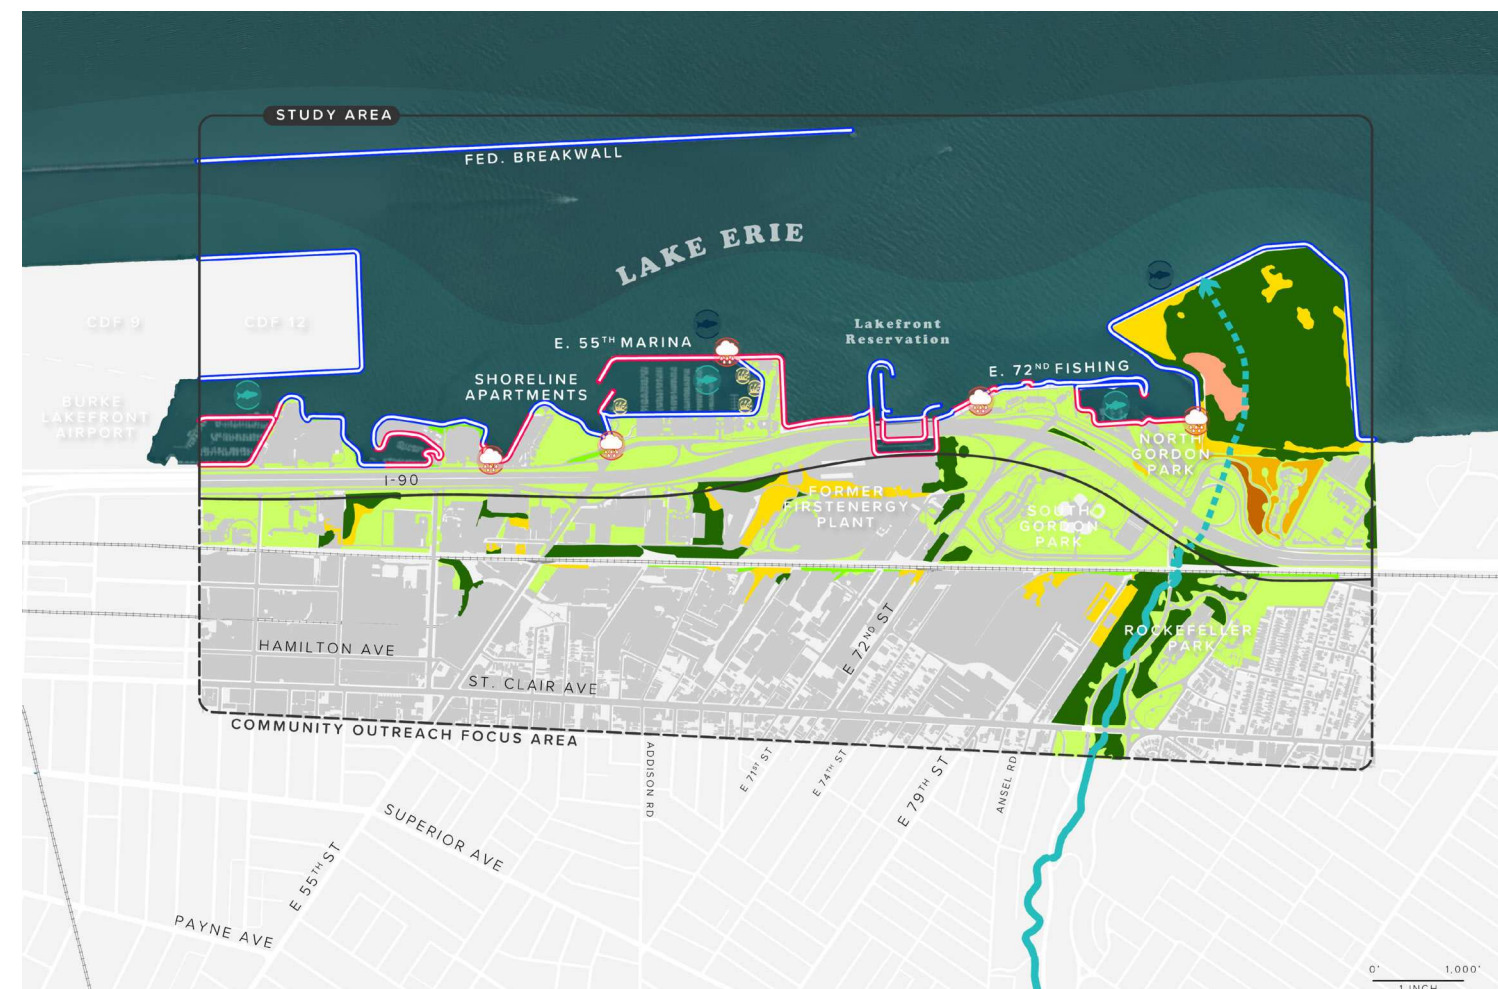 STUDY AREA
FED. BREAKWALL
LAKE ERIE
CDF 9
CDF 12
Lakefront
Reservation
E. 55TH MARINA
E. 72ND FISHING
SHORELINE
APARTMENTS
BURKE
LAKEFRONT
AIRPORT
NORTH
GORDON
PARK
I-90
FORMER
FIRSTENERGY
PLANT
SOUTH
GORDON
PARK
ROCKEFELLER
PARK
E 72ND ST
HAMILTON AVE
ST. CLAIR AVE
COMMUNITY OUTREACH FOCUS AREA
ADDISON RD
E 71ST ST
E 74TH ST
E 79TH ST
ANSEL RD
SUPERIOR AVE
E 55TH ST
PAYNE AVE
0' 1,000'
1 INCH